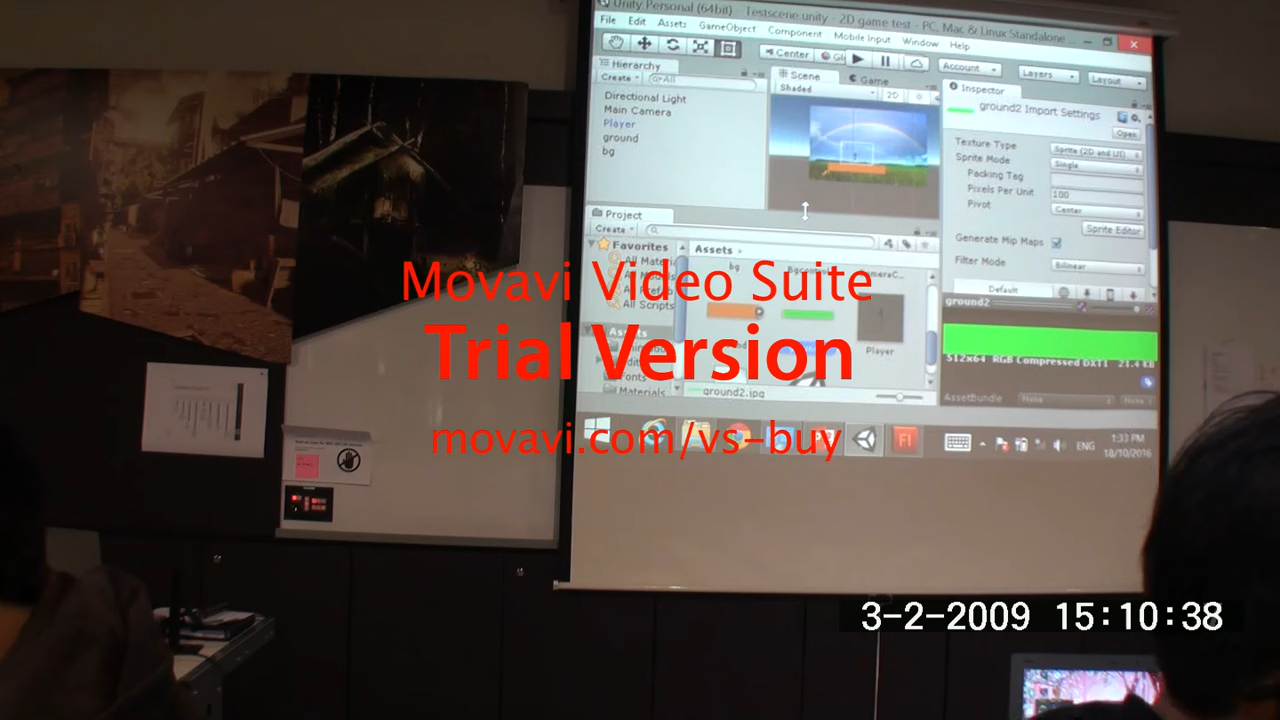 Unity Personal (64bit) - Testscene.unity - 2D game test - PC, Mac & Linux Standalone ...
File Edit Assets GameObject Component Mobile Input Window Help
Center
Account
Layers
Layout
Hierarchy
Create
All
Directional Light
Main Camera
Player
ground
bg
Scene
Game
Shaded
2D
Inspector
ground2 Import Settings
Open
Texture Type
Sprite (2D and UI)
Sprite Mode
Single
Packing Tag
Pixels Per Unit
100
Pivot
Center
Sprite Editor
Generate Mip Maps
Filter Mode
Bilinear
Default
ground2
512x64 RGB Compressed DXT1 21.4 KB
AssetBundle
None
None
Project
Create
Favorites
All Scripts
Assets
Fonts
Materials
Assets
bg
Player
ground2.jpg
Movavi Video Suite
Trial Version
movavi.com/vs-buy
ENG
1:33 PM
18/10/2016
3-2-2009 15:10:38